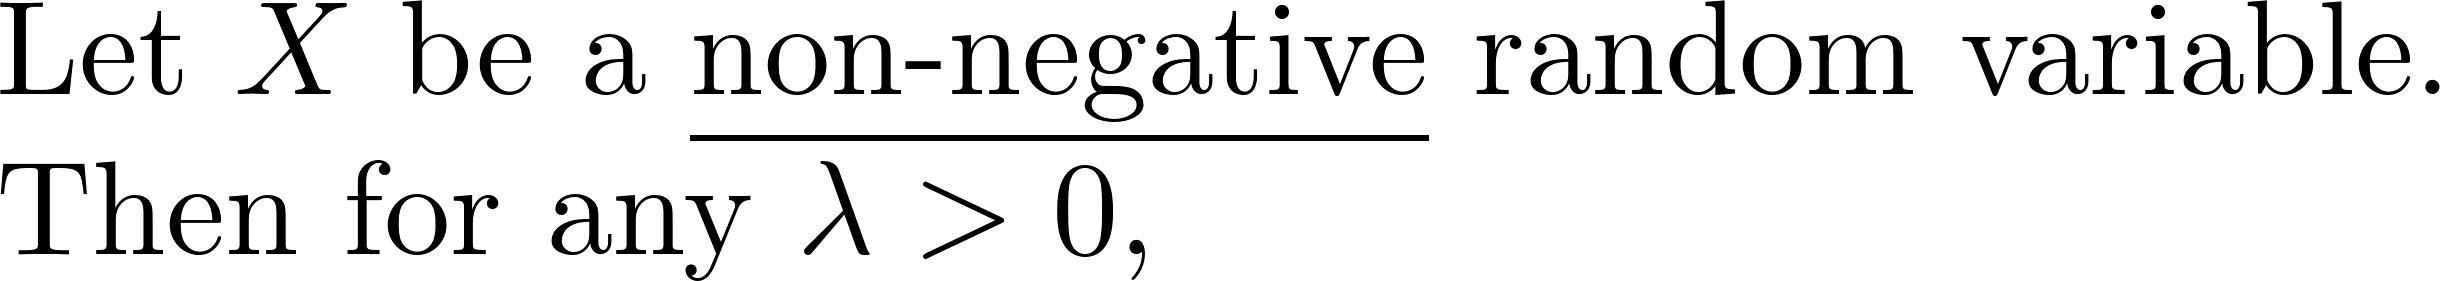 Let X be a non-negative random variable.
Then for any λ > 0,